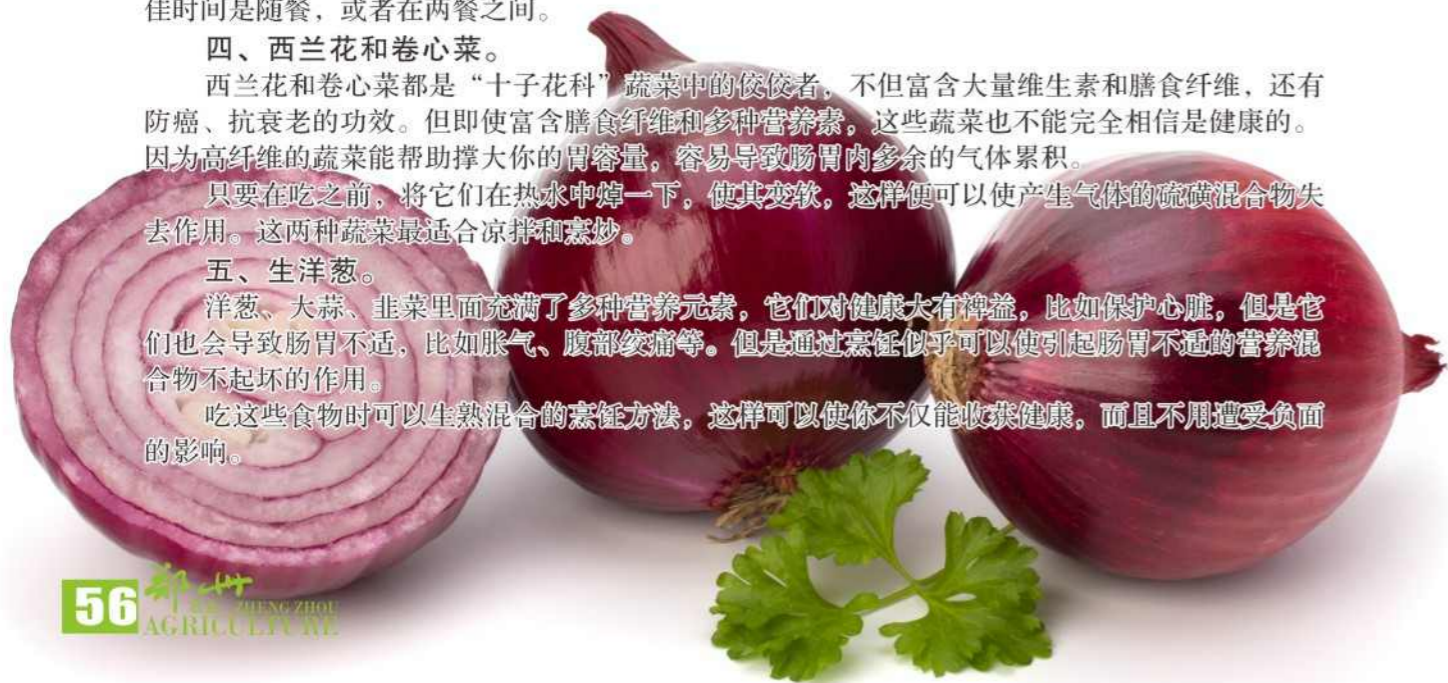 佳时间是随餐，或者在两餐之间。
四、西兰花和卷心菜。
西兰花和卷心菜都是“十子花科”蔬菜中的佼佼者，不但富含大量维生素和膳食纤维，还有
防癌、抗衰老的功效。但即使富含膳食纤维和多种营养素，这些蔬菜也不能完全相信是健康的。
因为高纤维的蔬菜能帮助撑大你的胃容量，容易导致肠胃内多余的气体累积。
只要在吃之前，将它们在热水中焯一下，使其变软，这样便可以使产生气体的硫磺混合物失
去作用。这两种蔬菜最适合凉拌和烹炒。
五、生洋葱。
洋葱、大蒜、韭菜里面充满了多种营养元素，它们对健康大有裨益，比如保护心脏，但是它
们也会导致肠胃不适，比如胀气、腹部绞痛等。但是通过烹饪似乎可以使引起肠胃不适的营养混
合物不起坏的作用。
吃这些食物时可以生熟混合的烹饪方法，这样可以使你不仅能收获健康，而且不用遭受负面
的影响。
56 郑州
ZHENG ZHOU
AGRICULTURE